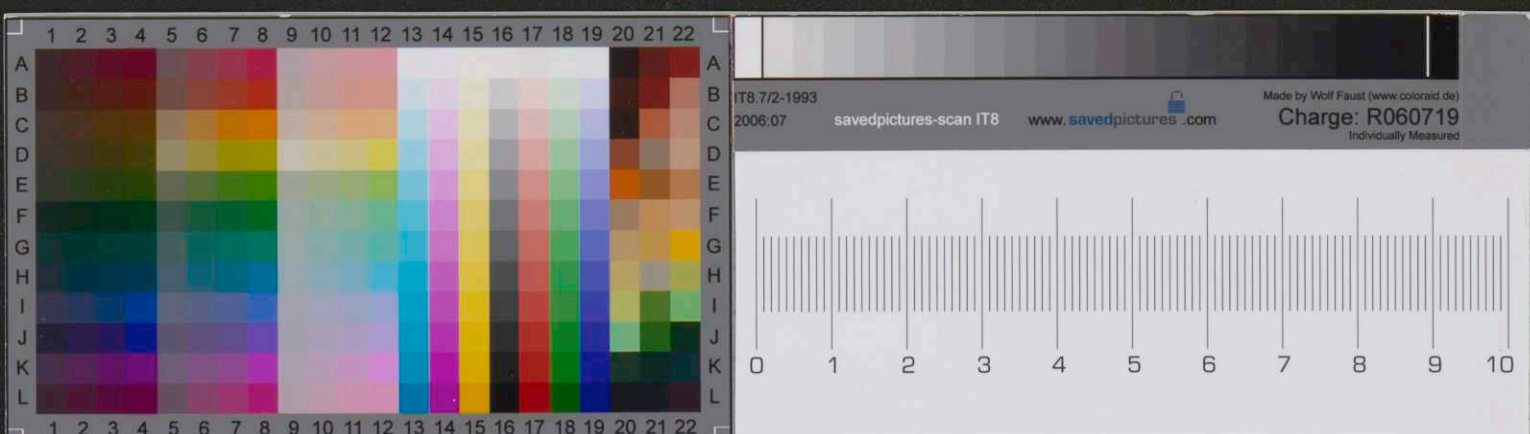 1 2 3 4 5 6 7 8 9 10 11 12 13 14 15 16 17 18 19 20 21 22
A A
B B
C C
D D
E E
F F
G G
H H
I I
J J
K K
L L
1 2 3 4 5 6 7 8 9 10 11 12 13 14 15 16 17 18 19 20 21 22
IT8.7/2-1993
2006:07
savedpictures-scan IT8
www.savedpictures.com
Made by Wolf Faust (www.coloraid.de)
Charge: R060719
Individually Measured
0 1 2 3 4 5 6 7 8 9 10